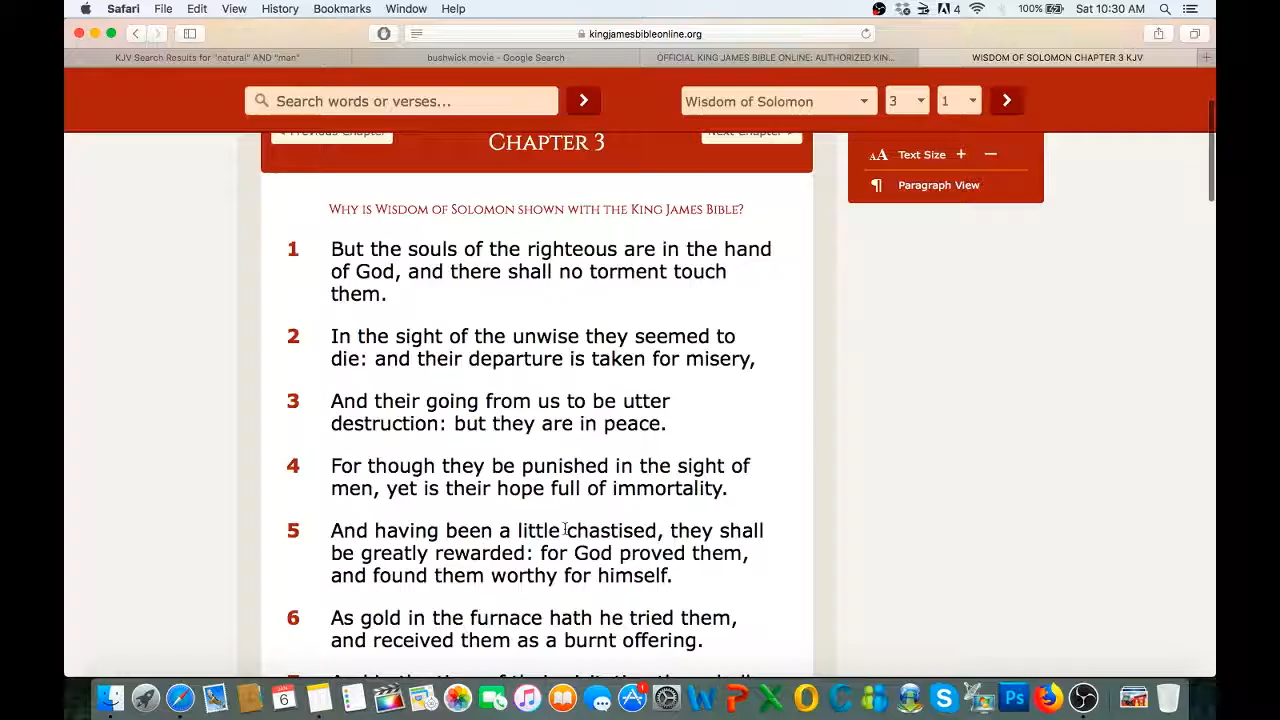 Safari File Edit View History Bookmarks Window Help
4 100% Sat 10:30 AM
kingjamesbibleonline.org
KJV Search Results for "natural" AND "man"
bushwick movie - Google Search
OFFICIAL KING JAMES BIBLE ONLINE: AUTHORIZED KIN...
WISDOM OF SOLOMON CHAPTER 3 KJV
Search words or verses...
Wisdom of Solomon 3 1
< Previous Chapter
Chapter 3
Next Chapter >
AA Text Size + −
¶ Paragraph View
Why is Wisdom of Solomon shown with the King James Bible?
1 But the souls of the righteous are in the hand
of God, and there shall no torment touch
them.
2 In the sight of the unwise they seemed to
die: and their departure is taken for misery,
3 And their going from us to be utter
destruction: but they are in peace.
4 For though they be punished in the sight of
men, yet is their hope full of immortality.
5 And having been a little chastised, they shall
be greatly rewarded: for God proved them,
and found them worthy for himself.
6 As gold in the furnace hath he tried them,
and received them as a burnt offering.
JAN
6
W P X O C S Ps